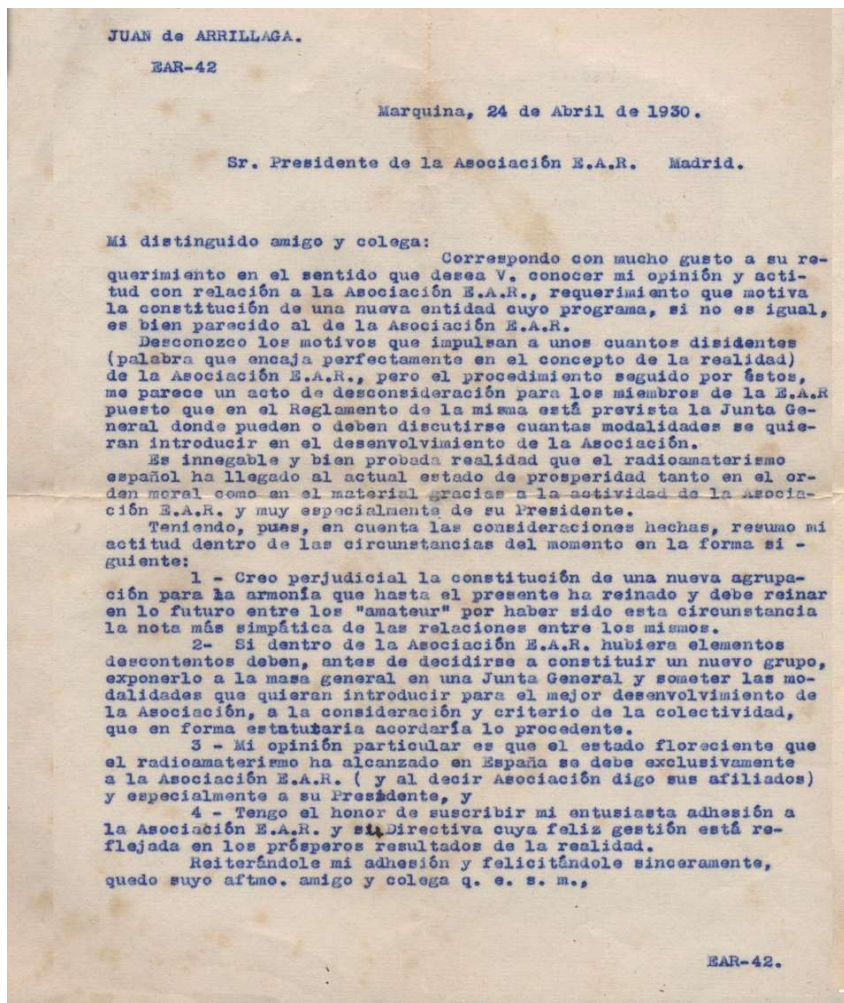 JUAN de ARRILLAGA.
EAR-42
Marquina, 24 de Abril de 1930.
Sr. Presidente de la Asociación E.A.R. Madrid.
Mi distinguido amigo y colega:
Correspondo con mucho gusto a su re-
querimiento en el sentido que desea V. conocer mi opinión y acti-
tud con relación a la Asociación E.A.R., requerimiento que motiva
la constitución de una nueva entidad cuyo programa, si no es igual,
es bien parecido al de la Asociación E.A.R.
Desconozco los motivos que impulsan a unos cuantos disidentes
(palabra que encaja perfectamente en el concepto de la realidad)
de la Asociación E.A.R., pero el procedimiento seguido por éstos,
me parece un acto de desconsideración para los miembros de la E.A.R
puesto que en el Reglamento de la misma está prevista la Junta Ge-
neral donde pueden o deben discutirse cuantas modalidades se quie-
ran introducir en el desenvolvimiento de la Asociación.
Es innegable y bien probada realidad que el radioamaterismo
español ha llegado al actual estado de prosperidad tanto en el or-
den moral como en el material gracias a la actividad de la Asocia-
ción E.A.R. y muy especialmente de su Presidente.
Teniendo, pues, en cuenta las consideraciones hechas, resumo mi
actitud dentro de las circunstancias del momento en la forma si -
guiente:
1 - Creo perjudicial la constitución de una nueva agrupa-
ción para la armonía que hasta el presente ha reinado y debe reinar
en lo futuro entre los "amateur" por haber sido esta circunstancia
la nota más simpática de las relaciones entre los mismos.
2- Si dentro de la Asociación E.A.R. hubiera elementos
descontentos deben, antes de decidirse a constituir un nuevo grupo,
exponerlo a la masa general en una Junta General y someter las mo-
dalidades que quieran introducir para el mejor desenvolvimiento de
la Asociación, a la consideración y criterio de la colectividad,
que en forma estatutaria acordaría lo procedente.
3 - Mi opinión particular es que el estado floreciente que
el radioamaterismo ha alcanzado en España se debe exclusivamente
a la Asociación E.A.R. ( y al decir Asociación digo sus afiliados)
y especialmente a su Presidente, y
4 - Tengo el honor de suscribir mi entusiasta adhesión a
la Asociación E.A.R. y su Directiva cuya feliz gestión está re-
flejada en los prósperos resultados de la realidad.
Reiterándole mi adhesión y felicitándole sinceramente,
quedo suyo aftmo. amigo y colega q. e. s. m.,
EAR-42.